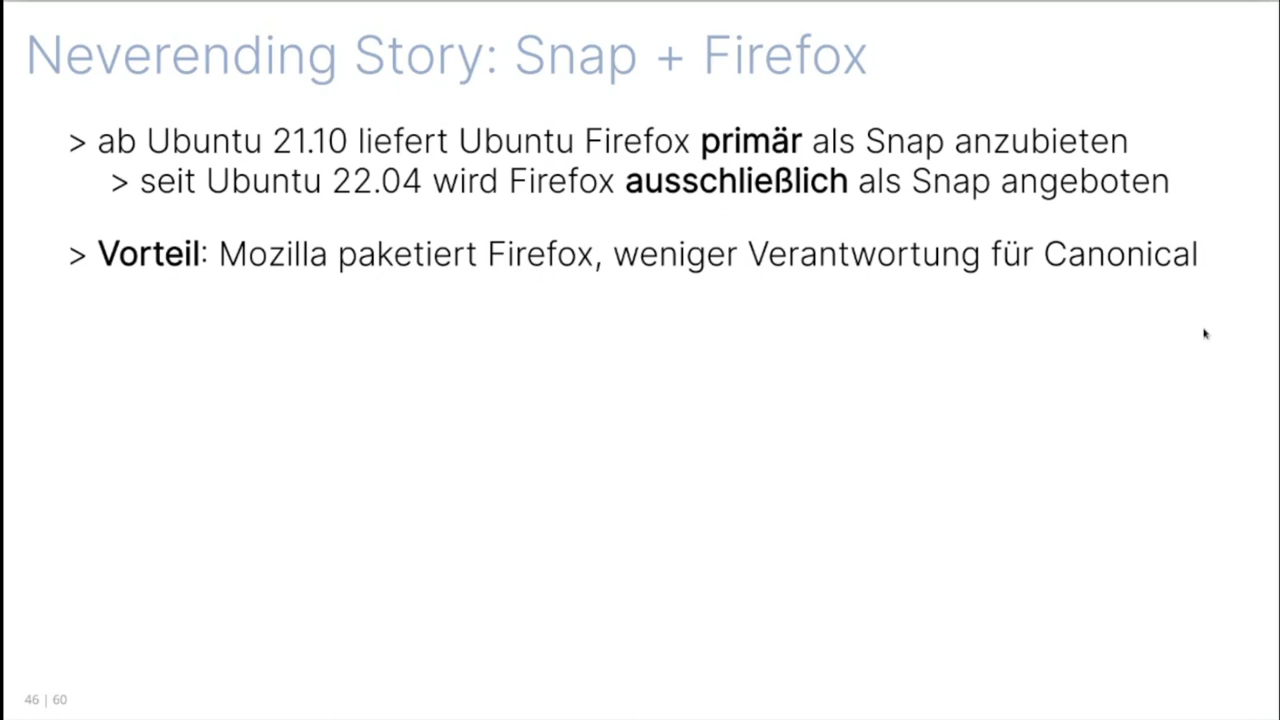 Neverending Story: Snap + Firefox
> ab Ubuntu 21.10 liefert Ubuntu Firefox primär als Snap anzubieten
> seit Ubuntu 22.04 wird Firefox ausschließlich als Snap angeboten
> Vorteil: Mozilla paketiert Firefox, weniger Verantwortung für Canonical
46 | 60